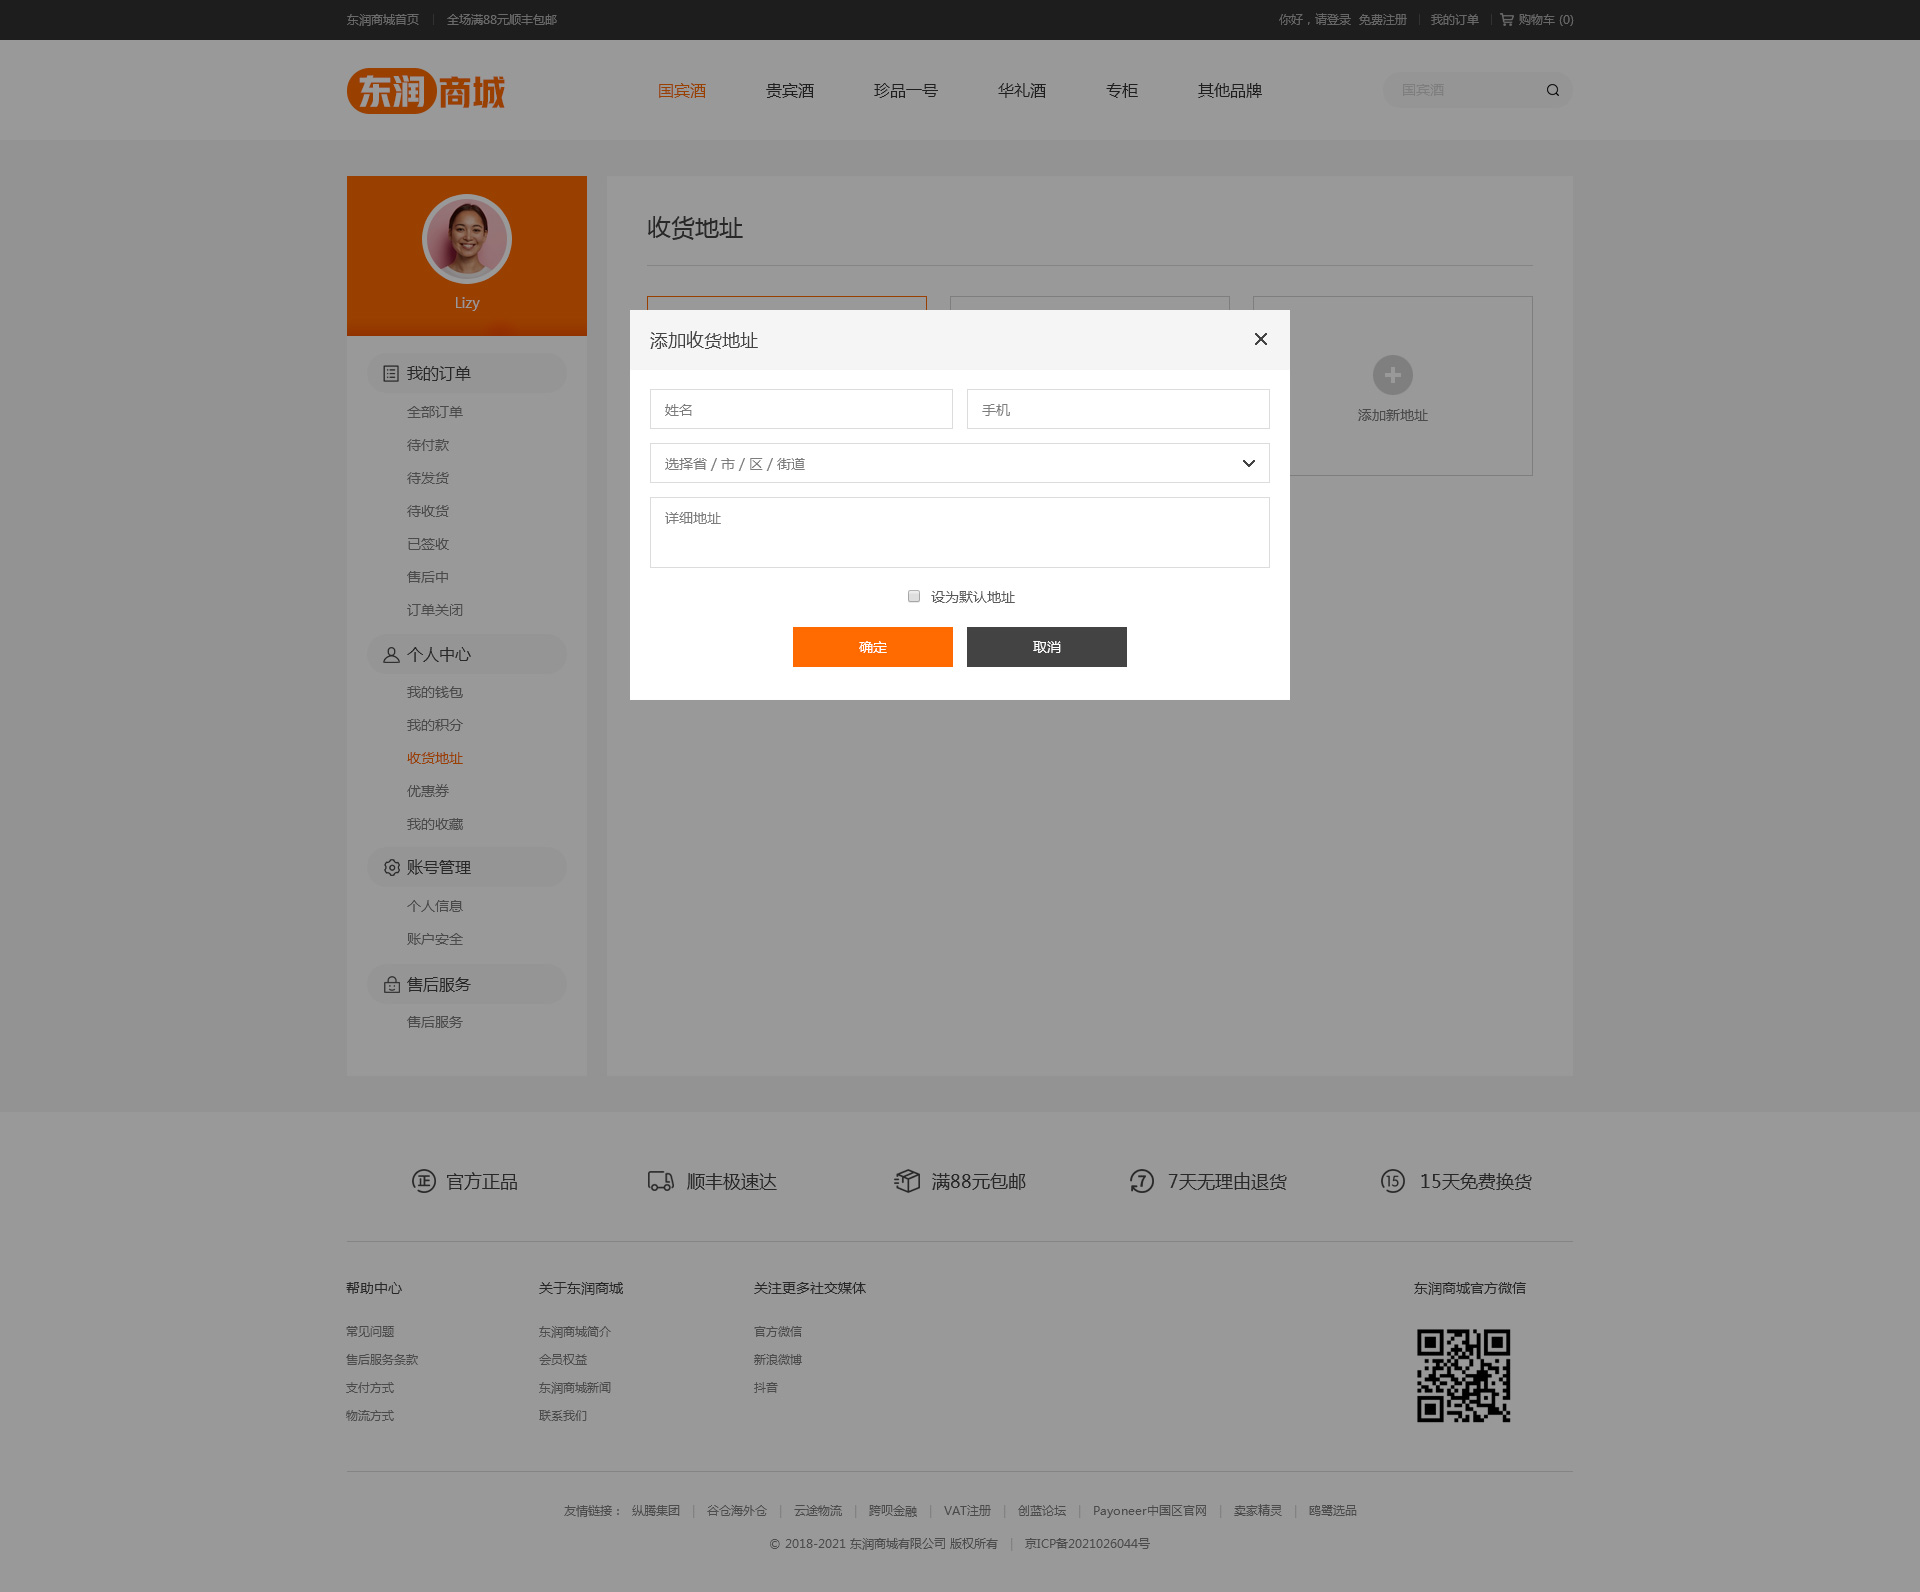 东润商城首页 | 全场满88元顺丰包邮
你好，请登录 免费注册 | 我的订单 | 购物车 (0)
东润商城
国宾酒 贵宾酒 珍品一号 华礼酒 专柜 其他品牌
国宾酒
Lizy
我的订单
全部订单
待付款
待发货
待收货
已签收
售后中
订单关闭
个人中心
我的钱包
我的积分
收货地址
优惠券
我的收藏
账号管理
个人信息
账户安全
售后服务
售后服务
收货地址
添加新地址
添加收货地址
姓名
手机
选择省 / 市 / 区 / 街道
详细地址
设为默认地址
确定 取消
正 官方正品
顺丰极速达
满88元包邮
7 7天无理由退货
15 15天免费换货
帮助中心
常见问题
售后服务条款
支付方式
物流方式
关于东润商城
东润商城简介
会员权益
东润商城新闻
联系我们
关注更多社交媒体
官方微信
新浪微博
抖音
东润商城官方微信
友情链接： 纵腾集团 | 谷仓海外仓 | 云途物流 | 跨呗金融 | VAT注册 | 创蓝论坛 | Payoneer中国区官网 | 卖家精灵 | 鸥鹭选品
© 2018-2021 东润商城有限公司 版权所有 | 京ICP备2021026044号